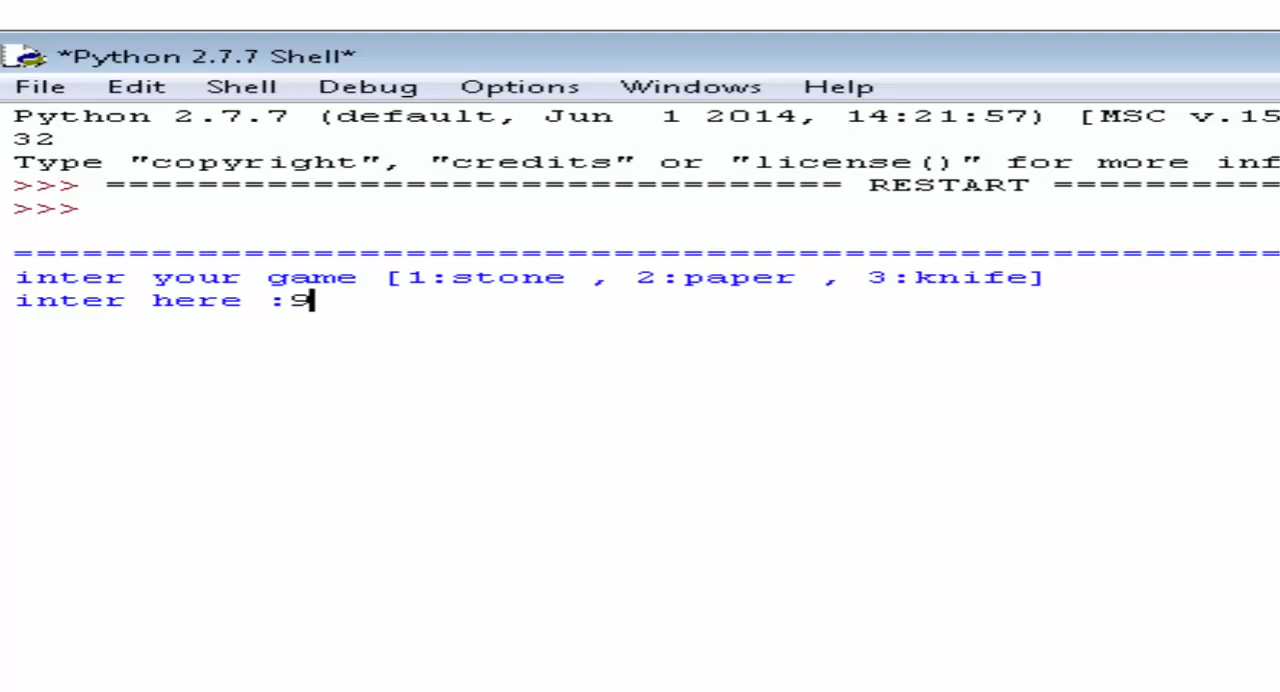 *Python 2.7.7 Shell*
File Edit Shell Debug Options Windows Help
Python 2.7.7 (default, Jun 1 2014, 14:21:57) [MSC v.15
32
Type "copyright", "credits" or "license()" for more inf
>>> ================================ RESTART ==========
>>>
=======================================================
inter your game [1:stone , 2:paper , 3:knife]
inter here :9